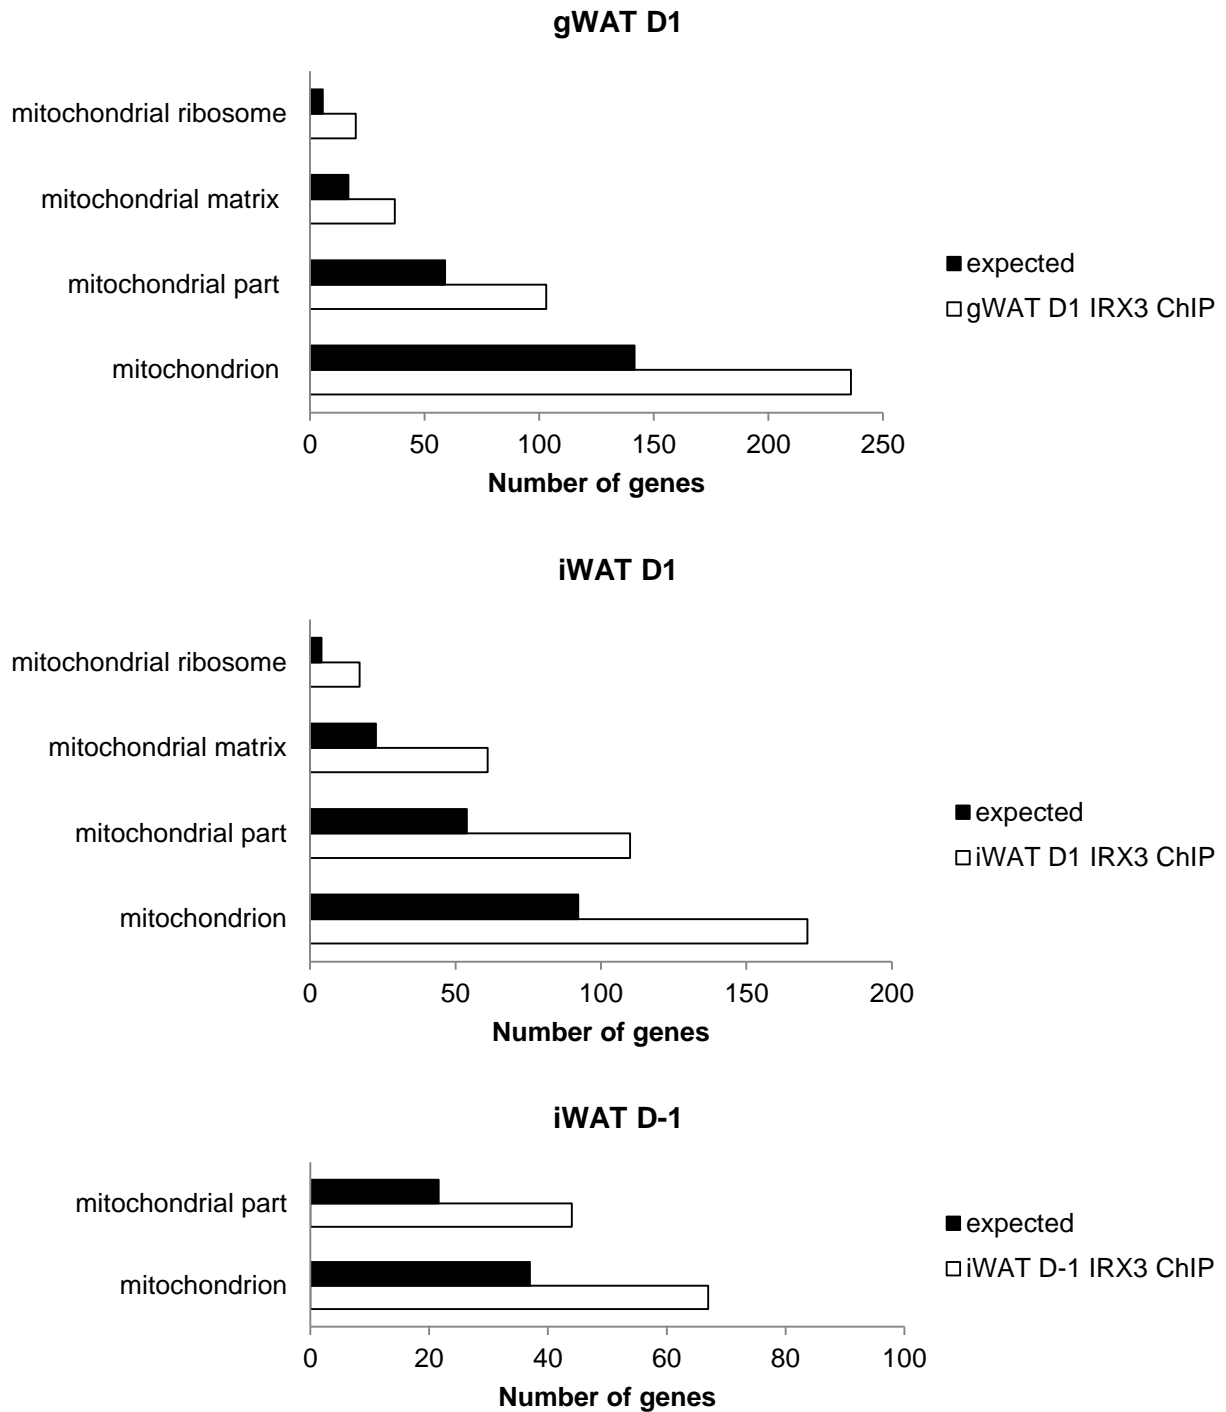 gWAT D1
mitochondrial ribosome
mitochondrial matrix
mitochondrial part
mitochondrion
expected
gWAT D1 IRX3 ChIP
0 50 100 150 200 250
Number of genes
iWAT D1
mitochondrial ribosome
mitochondrial matrix
mitochondrial part
mitochondrion
expected
iWAT D1 IRX3 ChIP
0 50 100 150 200
Number of genes
iWAT D-1
mitochondrial part
mitochondrion
expected
iWAT D-1 IRX3 ChIP
0 20 40 60 80 100
Number of genes